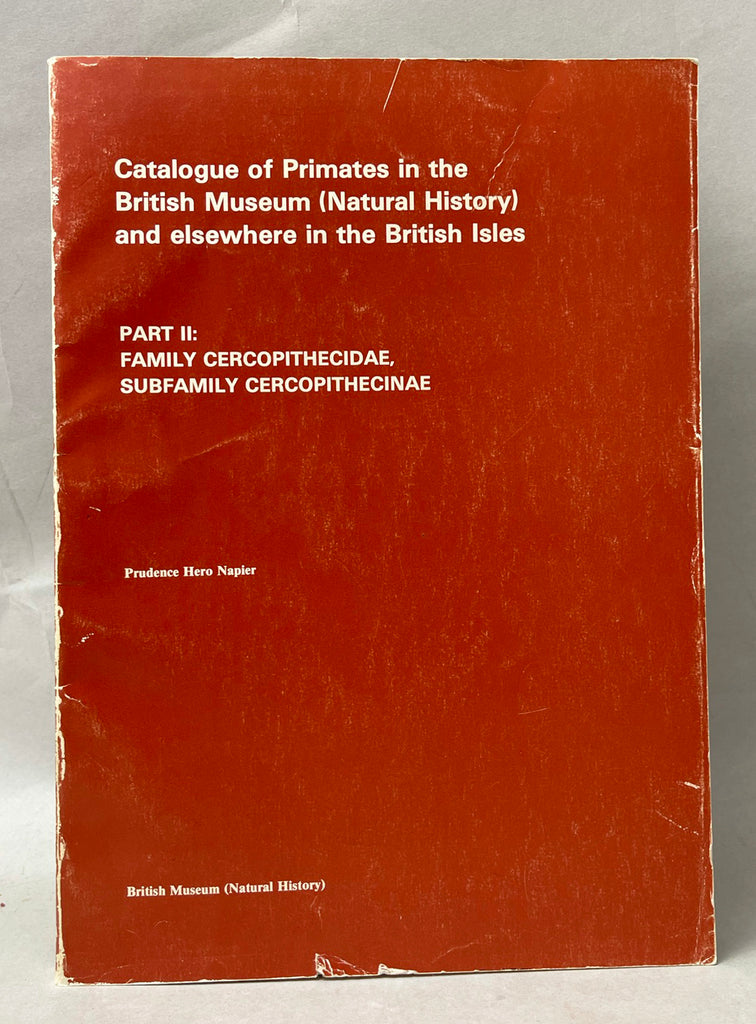 Catalogue of Primates in the
British Museum (Natural History)
and elsewhere in the British Isles
PART II:
FAMILY CERCOPITHECIDAE,
SUBFAMILY CERCOPITHECINAE
Prudence Hero Napier
British Museum (Natural History)